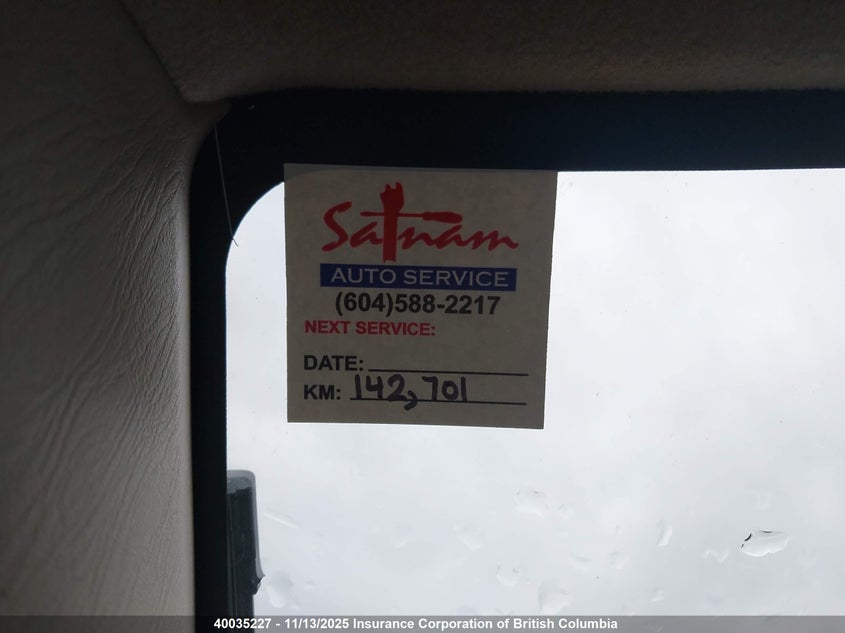 Satnam
AUTO SERVICE
(604)588-2217
NEXT SERVICE:
DATE:
KM: 142,701
40035227 - 11/13/2025 Insurance Corporation of British Columbia